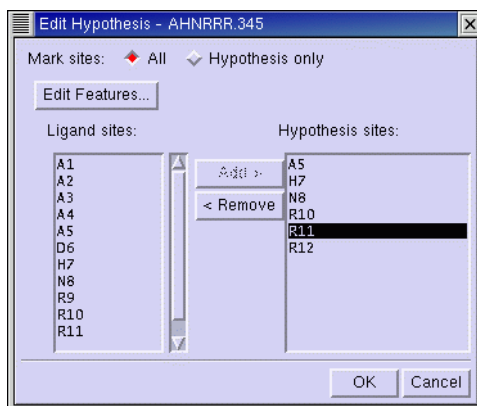 Edit Hypothesis - AHNRRR.345
Mark sites: All Hypothesis only
Edit Features...
Ligand sites:
A1
A2
A3
A4
A5
D6
H7
N8
R9
R10
R11
Add >
< Remove
Hypothesis sites:
A5
H7
N8
R10
R11
R12
OK Cancel